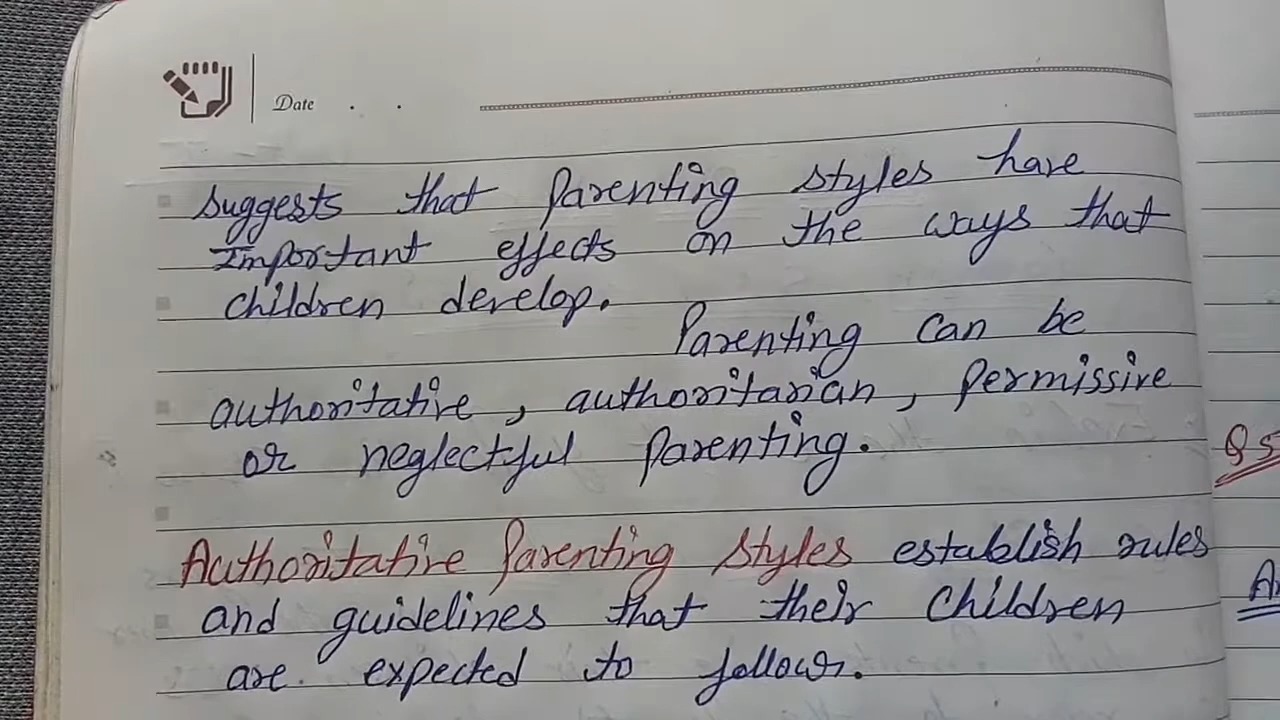 Date . .
suggests that Parenting styles have
Important effects on the ways that
children develop.
Parenting can be
authoritative, authoritarian, Permissive
or neglectful Parenting.
Authoritative Parenting styles establish rules
and guidelines that their children
are expected to follow.
Q5